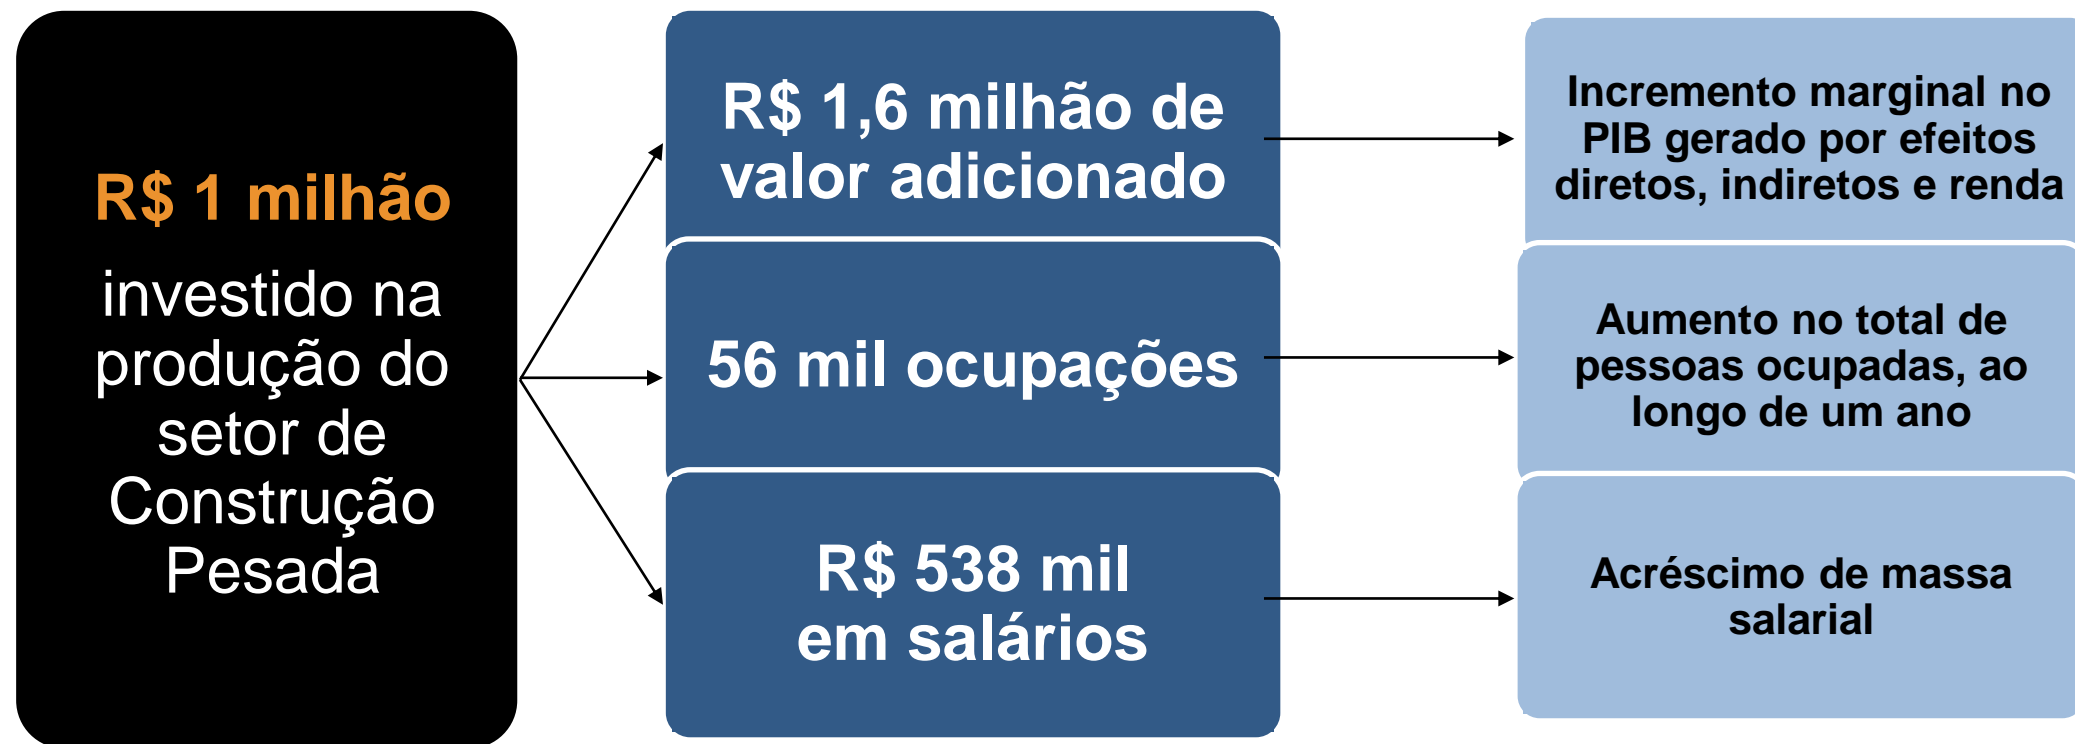 R$ 1 milhão
investido na
produção do
setor de
Construção
Pesada
R$ 1,6 milhão de
valor adicionado
56 mil ocupações
R$ 538 mil
em salários
Incremento marginal no
PIB gerado por efeitos
diretos, indiretos e renda
Aumento no total de
pessoas ocupadas, ao
longo de um ano
Acréscimo de massa
salarial